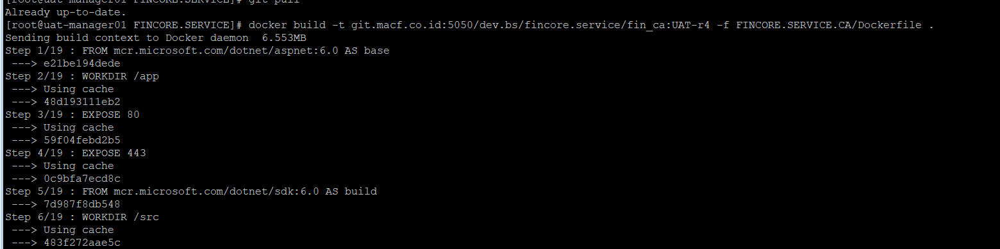 [root@uat-manager01 FINCORE.SERVICE]# git pull
Already up-to-date.
[root@uat-manager01 FINCORE.SERVICE]# docker build -t git.macf.co.id:5050/dev.bs/fincore.service/fin_ca:UAT-r4 -f FINCORE.SERVICE.CA/Dockerfile .
Sending build context to Docker daemon  6.553MB
Step 1/19 : FROM mcr.microsoft.com/dotnet/aspnet:6.0 AS base
 ---> e21be194dede
Step 2/19 : WORKDIR /app
 ---> Using cache
 ---> 48d193111eb2
Step 3/19 : EXPOSE 80
 ---> Using cache
 ---> 59f04febd2b5
Step 4/19 : EXPOSE 443
 ---> Using cache
 ---> 0c9bfa7ecd8c
Step 5/19 : FROM mcr.microsoft.com/dotnet/sdk:6.0 AS build
 ---> 7d987f8db548
Step 6/19 : WORKDIR /src
 ---> Using cache
 ---> 483f272aae5c